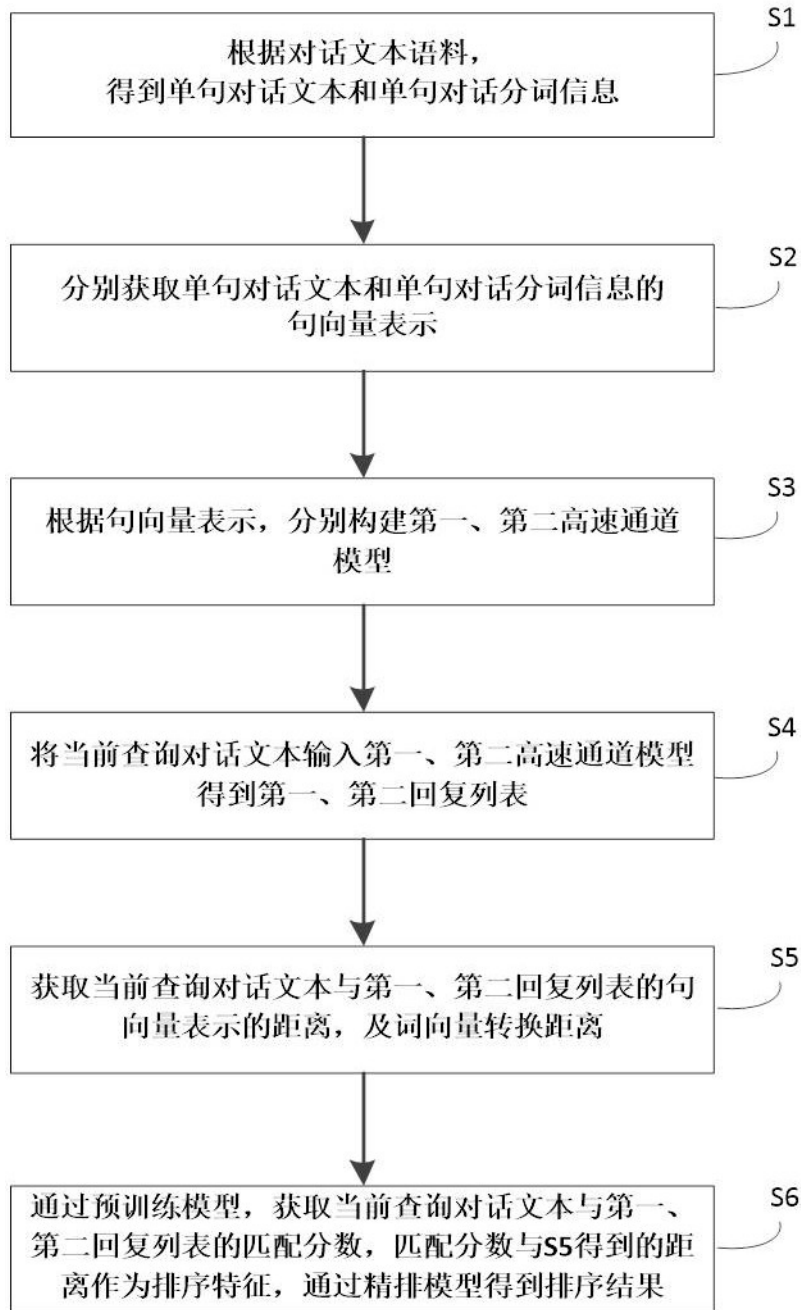 S1
根据对话文本语料，
得到单句对话文本和单句对话分词信息
S2
分别获取单句对话文本和单句对话分词信息的
句向量表示
S3
根据句向量表示，分别构建第一、第二高速通道
模型
S4
将当前查询对话文本输入第一、第二高速通道模型
得到第一、第二回复列表
S5
获取当前查询对话文本与第一、第二回复列表的句
向量表示的距离，及词向量转换距离
S6
通过预训练模型，获取当前查询对话文本与第一、
第二回复列表的匹配分数，匹配分数与S5得到的距
离作为排序特征，通过精排模型得到排序结果